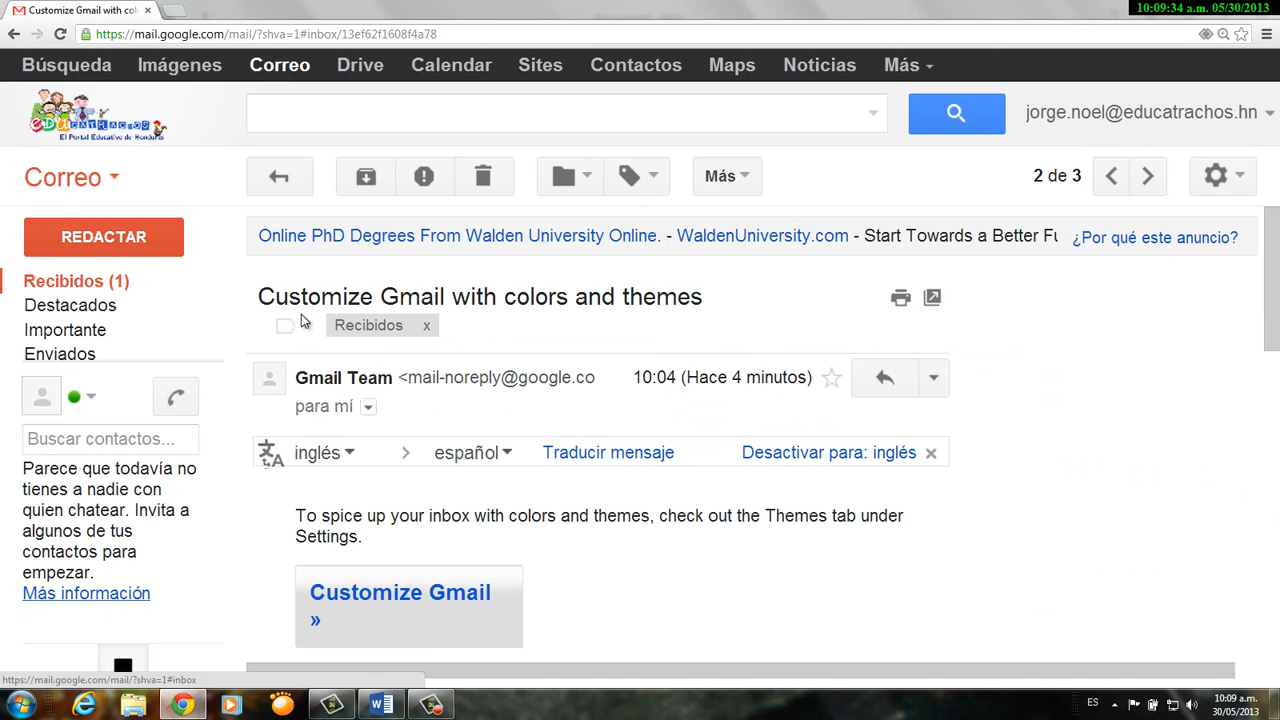 Customize Gmail with col
×
10:09:34 a.m. 05/30/2013
https://mail.google.com/mail/?shva=1#inbox/13ef62f1608f4a78
Búsqueda Imágenes Correo Drive Calendar Sites Contactos Maps Noticias Más
eDUCATRACHOS
El Portal Educativo de Honduras
jorge.noel@educatrachos.hn
Correo
Más
2 de 3
REDACTAR
Online PhD Degrees From Walden University Online. - WaldenUniversity.com - Start Towards a Better Fu
¿Por qué este anuncio?
Recibidos (1)
Destacados
Importante
Enviados
Customize Gmail with colors and themes
Recibidos x
Gmail Team <mail-noreply@google.co
10:04 (Hace 4 minutos)
para mí
inglés > español Traducir mensaje Desactivar para: inglés ×
Buscar contactos...
Parece que todavía no
tienes a nadie con
quien chatear. Invita a
algunos de tus
contactos para
empezar.
Más información
To spice up your inbox with colors and themes, check out the Themes tab under
Settings.
Customize Gmail
»
https://mail.google.com/mail/?shva=1#inbox
ES
10:09 a.m.
30/05/2013